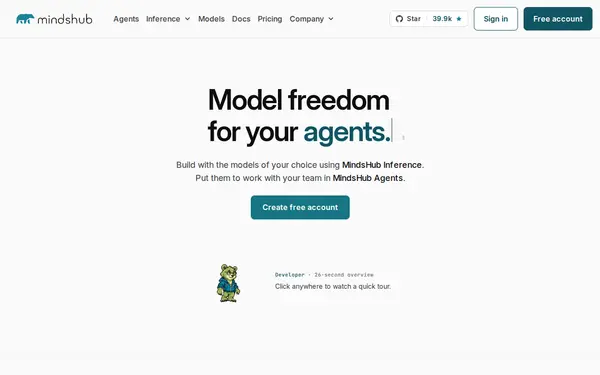 mindshub
Agents Inference Models Docs Pricing Company
Star 39.9k ★
Sign in
Free account
Model freedom
for your agents.
Build with the models of your choice using MindsHub Inference.
Put them to work with your team in MindsHub Agents.
Create free account
Developer · 26-second overview
Click anywhere to watch a quick tour.